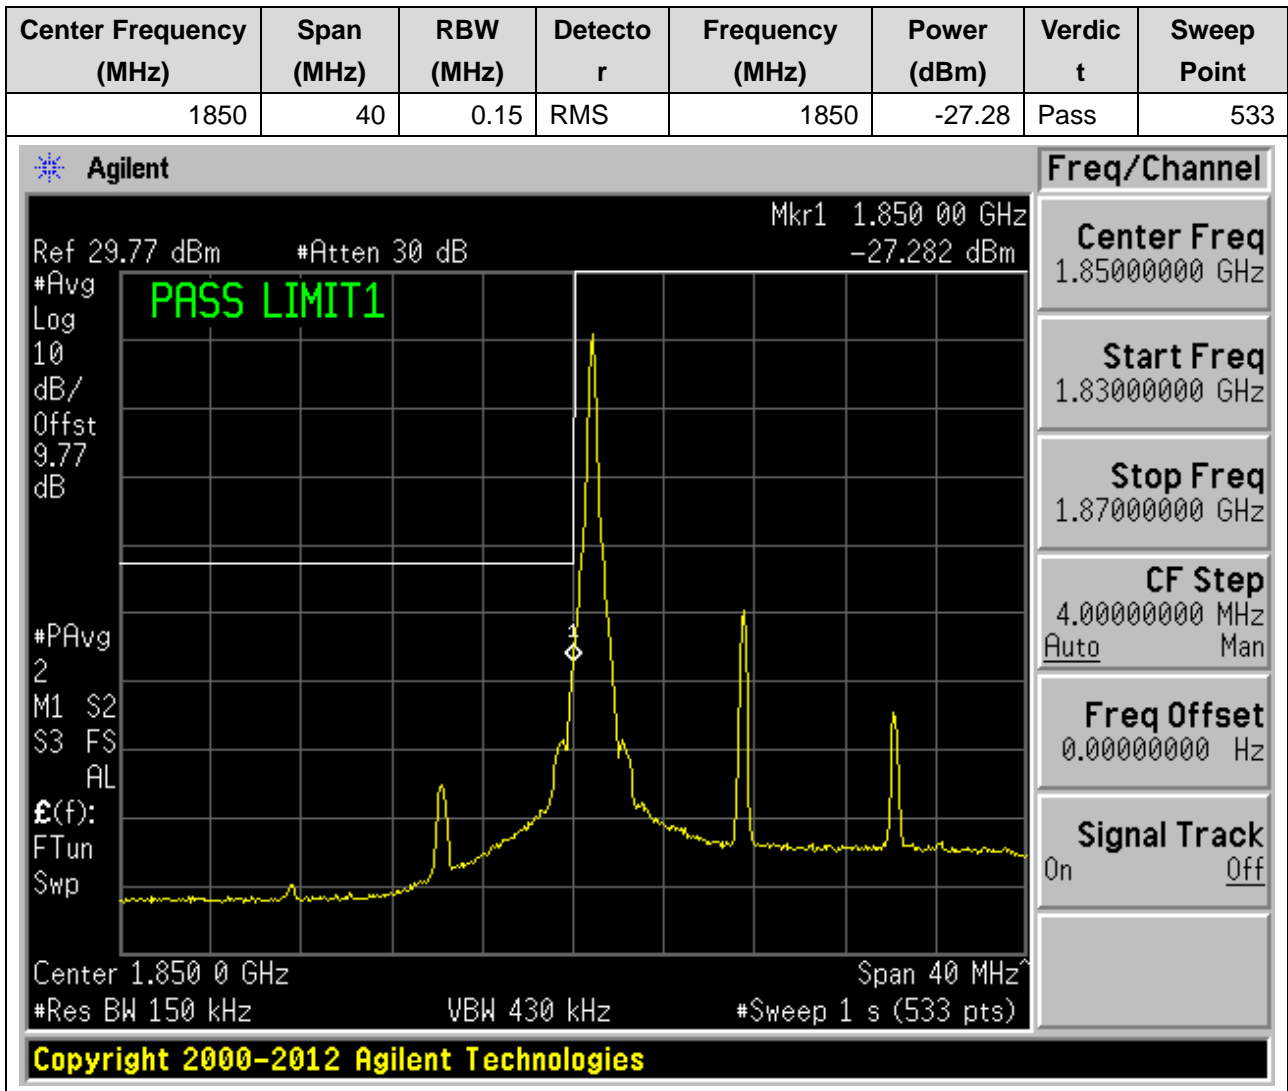 Center Frequency Span RBW Detecto Frequency Power Verdic Sweep
(MHz) (MHz) (MHz) r (MHz) (dBm) t Point
1850 40 0.15 RMS 1850 -27.28 Pass 533
Agilent Freq/Channel
Mkr1 1.850 00 GHz
Ref 29.77 dBm #Atten 30 dB -27.282 dBm
#Avg
Log
10
dB/
Offst
9.77
dB
PASS LIMIT1
1
#PAvg
2
M1 S2
S3 FS
AL
£(f):
FTun
Swp
Center 1.850 0 GHz Span 40 MHz^
#Res BW 150 kHz VBW 430 kHz #Sweep 1 s (533 pts)
Center Freq
1.85000000 GHz
Start Freq
1.83000000 GHz
Stop Freq
1.87000000 GHz
CF Step
4.00000000 MHz
Auto Man
Freq Offset
0.00000000 Hz
Signal Track
On Off
Copyright 2000-2012 Agilent Technologies